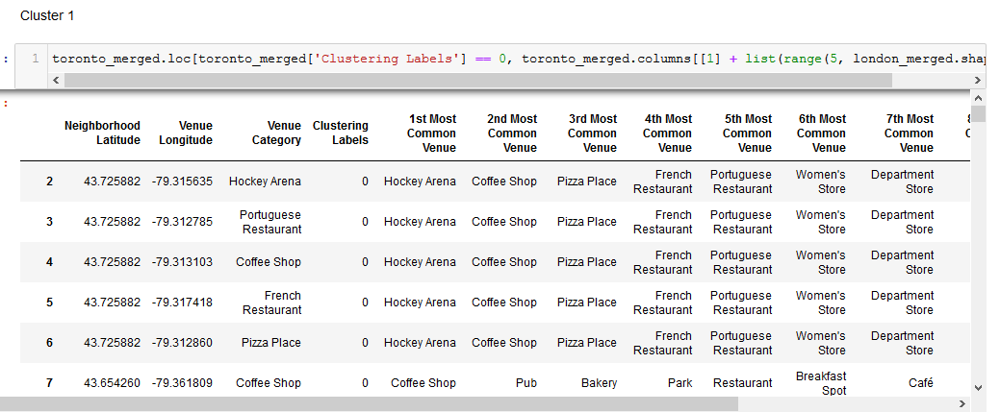 Cluster 1
: 1 toronto_merged.loc[toronto_merged['Clustering Labels'] == 0, toronto_merged.columns[[1] + list(range(5, london_merged.shap
:
Neighborhood Latitude Venue Longitude Venue Category Clustering Labels 1st Most Common Venue 2nd Most Common Venue 3rd Most Common Venue 4th Most Common Venue 5th Most Common Venue 6th Most Common Venue 7th Most Common Venue
2 43.725882 -79.315635 Hockey Arena 0 Hockey Arena Coffee Shop Pizza Place French Restaurant Portuguese Restaurant Women's Store Department Store
3 43.725882 -79.312785 Portuguese Restaurant 0 Hockey Arena Coffee Shop Pizza Place French Restaurant Portuguese Restaurant Women's Store Department Store
4 43.725882 -79.313103 Coffee Shop 0 Hockey Arena Coffee Shop Pizza Place French Restaurant Portuguese Restaurant Women's Store Department Store
5 43.725882 -79.317418 French Restaurant 0 Hockey Arena Coffee Shop Pizza Place French Restaurant Portuguese Restaurant Women's Store Department Store
6 43.725882 -79.312860 Pizza Place 0 Hockey Arena Coffee Shop Pizza Place French Restaurant Portuguese Restaurant Women's Store Department Store
7 43.654260 -79.361809 Coffee Shop 0 Coffee Shop Pub Bakery Park Restaurant Breakfast Spot Café